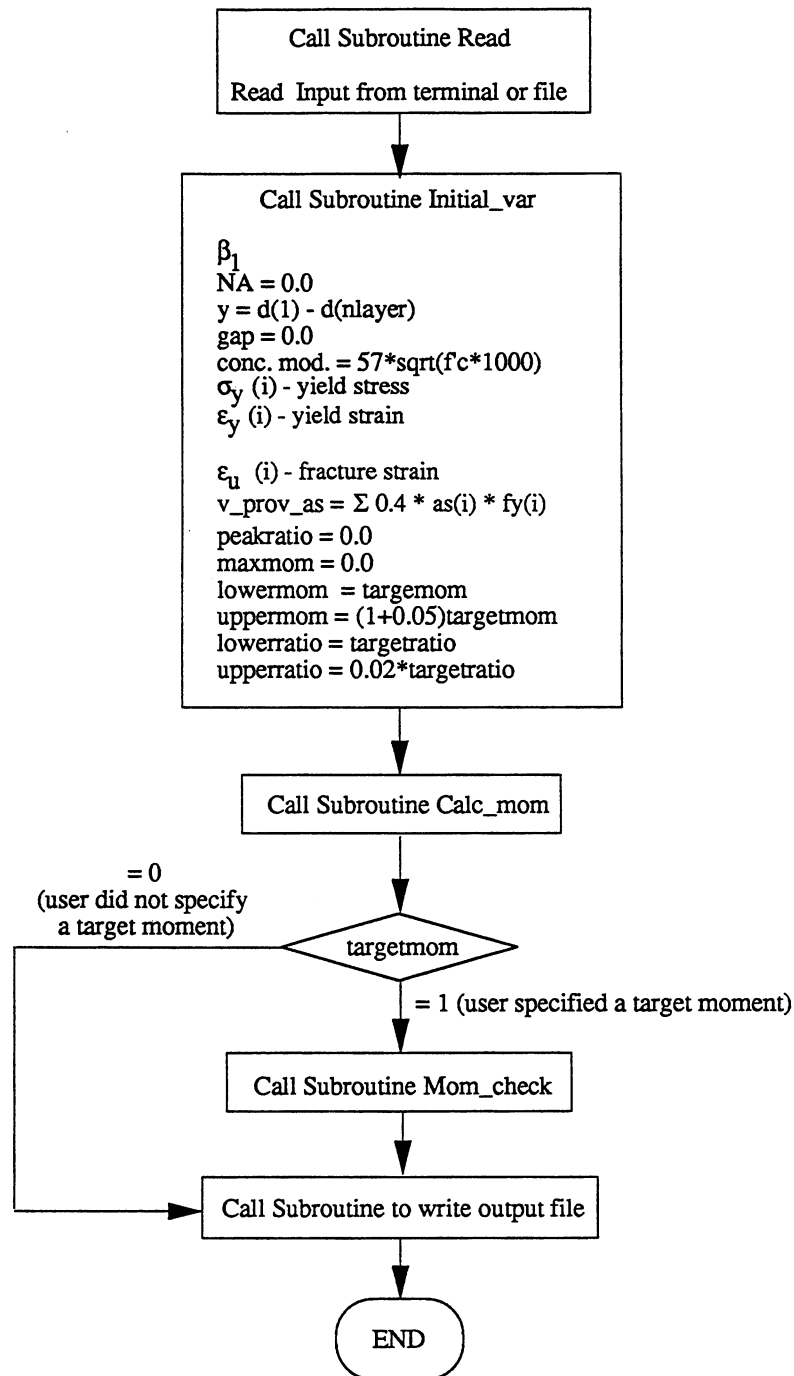 Call Subroutine Read
Read Input from terminal or file
Call Subroutine Initial_var
β1
NA = 0.0
y = d(1) - d(nlayer)
gap = 0.0
conc. mod. = 57*sqrt(f'c*1000)
σy (i) - yield stress
εy (i) - yield strain
εu (i) - fracture strain
v_prov_as = Σ 0.4 * as(i) * fy(i)
peakratio = 0.0
maxmom = 0.0
lowermom = targemom
uppermom = (1+0.05)targetmom
lowerratio = targetratio
upperratio = 0.02*targetratio
Call Subroutine Calc_mom
= 0
(user did not specify
a target moment)
targetmom
= 1 (user specified a target moment)
Call Subroutine Mom_check
Call Subroutine to write output file
END